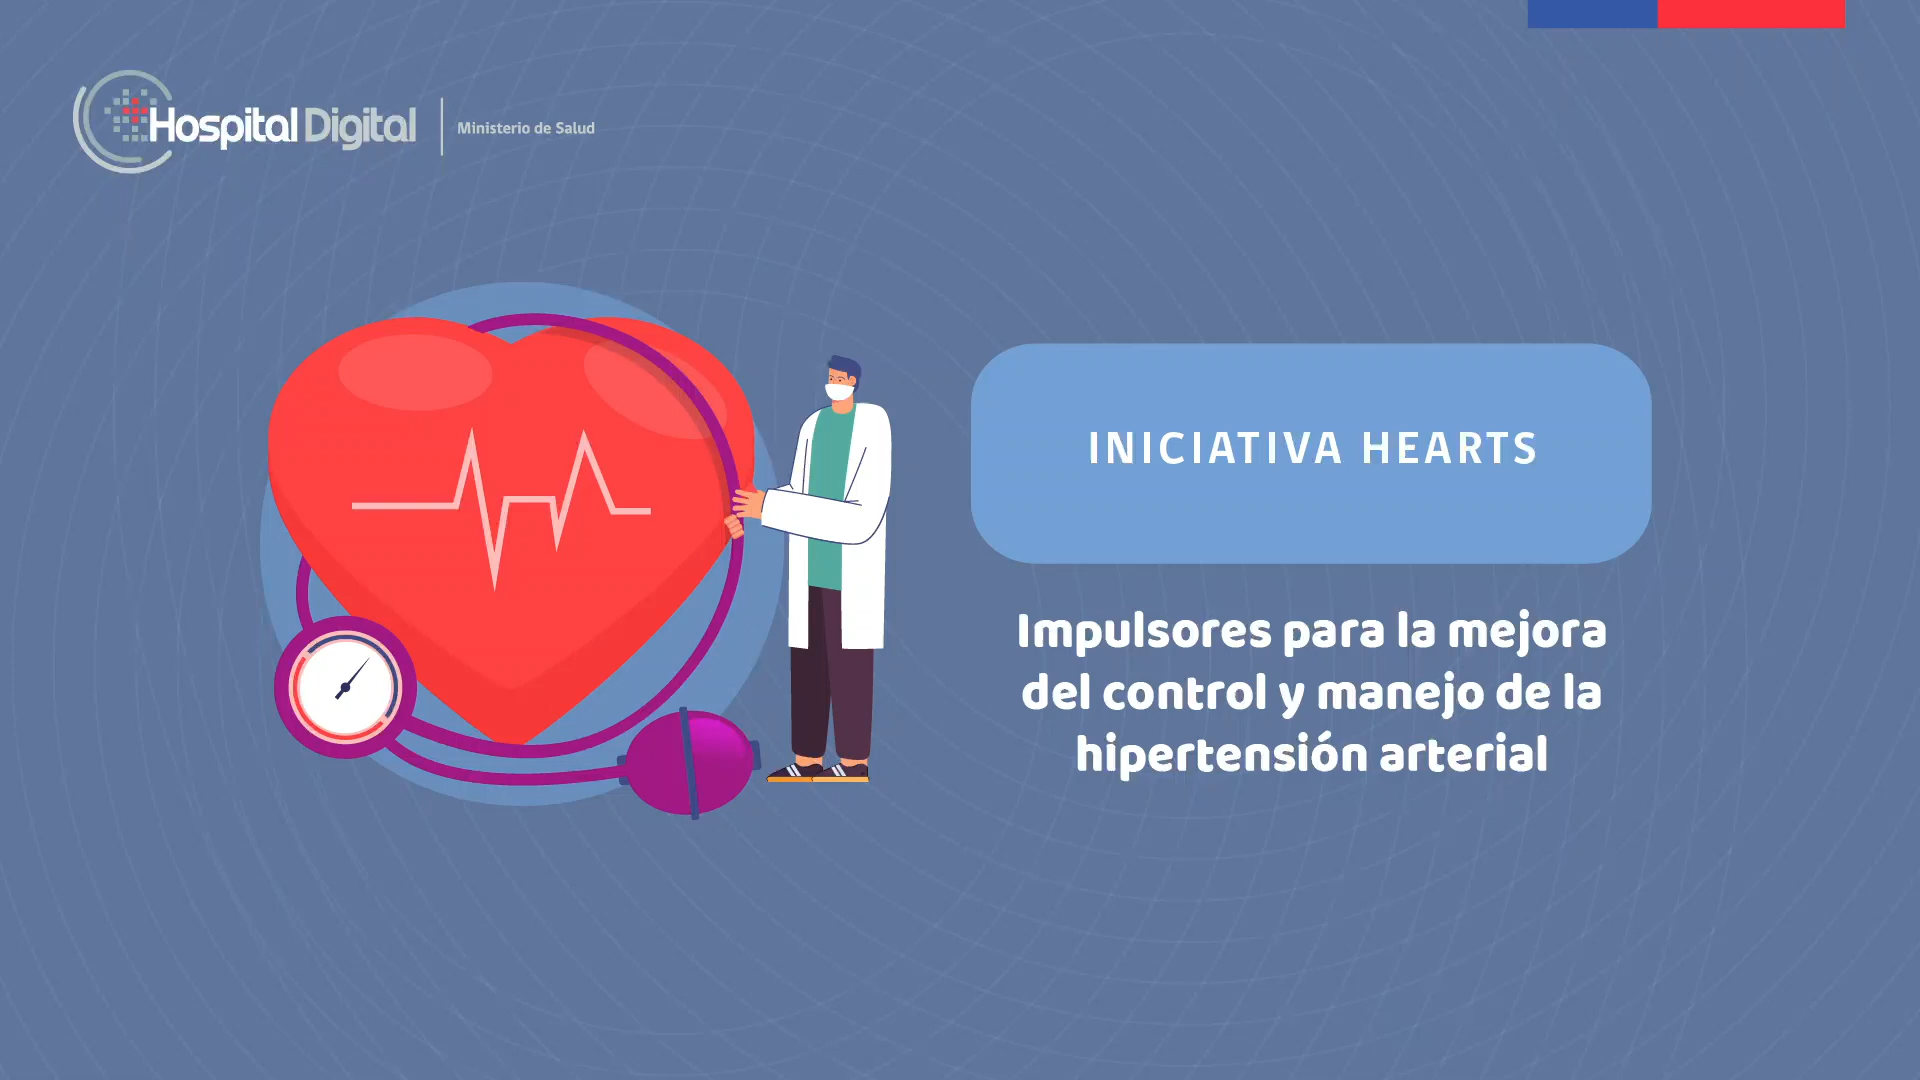 Hospital Digital
Ministerio de Salud
INICIATIVA HEARTS
Impulsores para la mejora
del control y manejo de la
hipertensión arterial